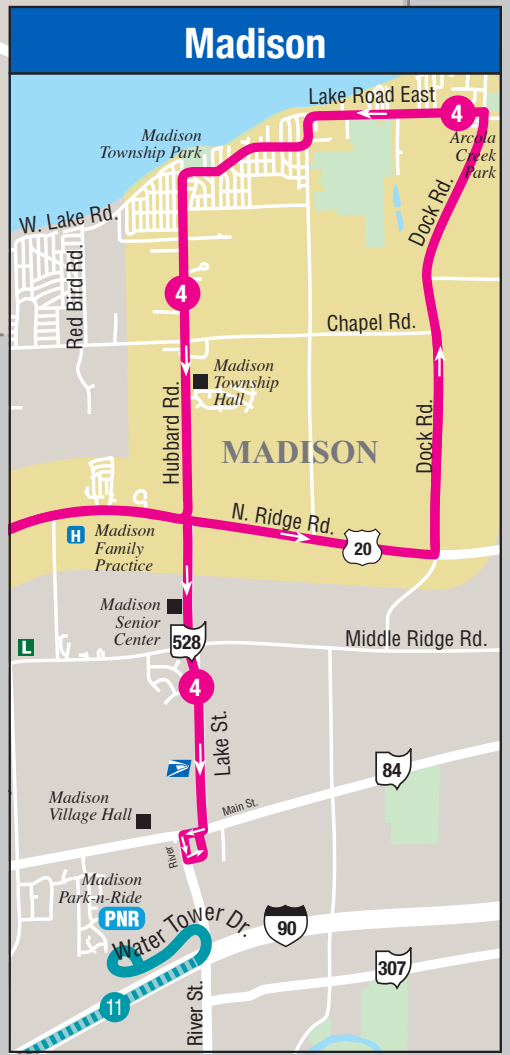 Madison
Lake Road East
4
Arcola
Creek
Park
Madison
Township Park
W. Lake Rd.
Dock Rd.
Red Bird Rd.
4
Chapel Rd.
Madison
Township
Hall
Hubbard Rd.
MADISON
Dock Rd.
N. Ridge Rd.
20
H
Madison
Family
Practice
Madison
Senior
Center
528
L
Middle Ridge Rd.
4
Lake St.
84
Madison
Village Hall
Main St.
River
Madison
Park-n-Ride
PNR
Water Tower Dr.
90
307
11
River St.